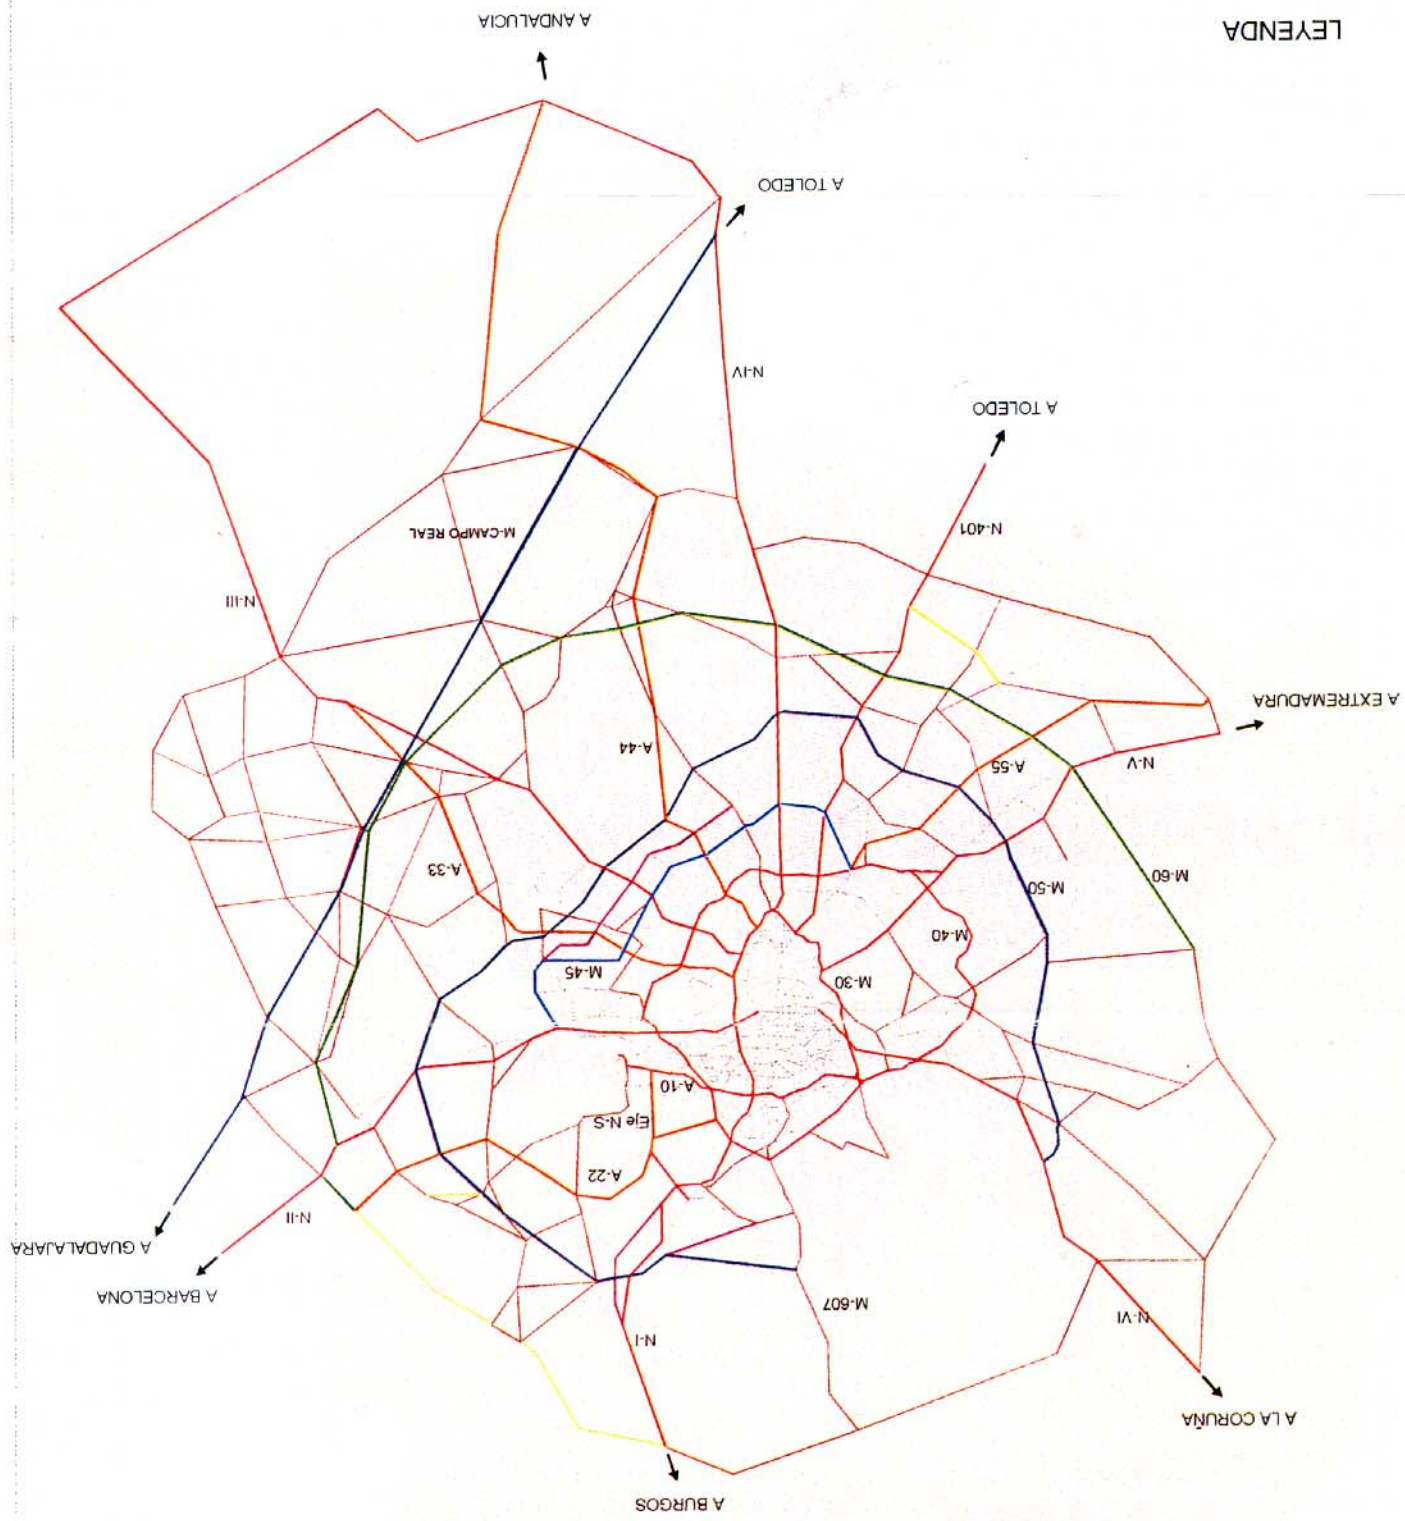 A BURGOS
A LA CORUÑA
N-VI
N-I
M-607
A BARCELONA
A GUADALAJARA
N-II
A-22
Eje N-S
A-10
M-30
M-40
M-45
M-50
M-60
A-33
A-55
A-44
N-V
A EXTREMADURA
N-III
M-CAMPO REAL
N-401
A TOLEDO
N-IV
A TOLEDO
A ANDALUCIA
LEYENDA